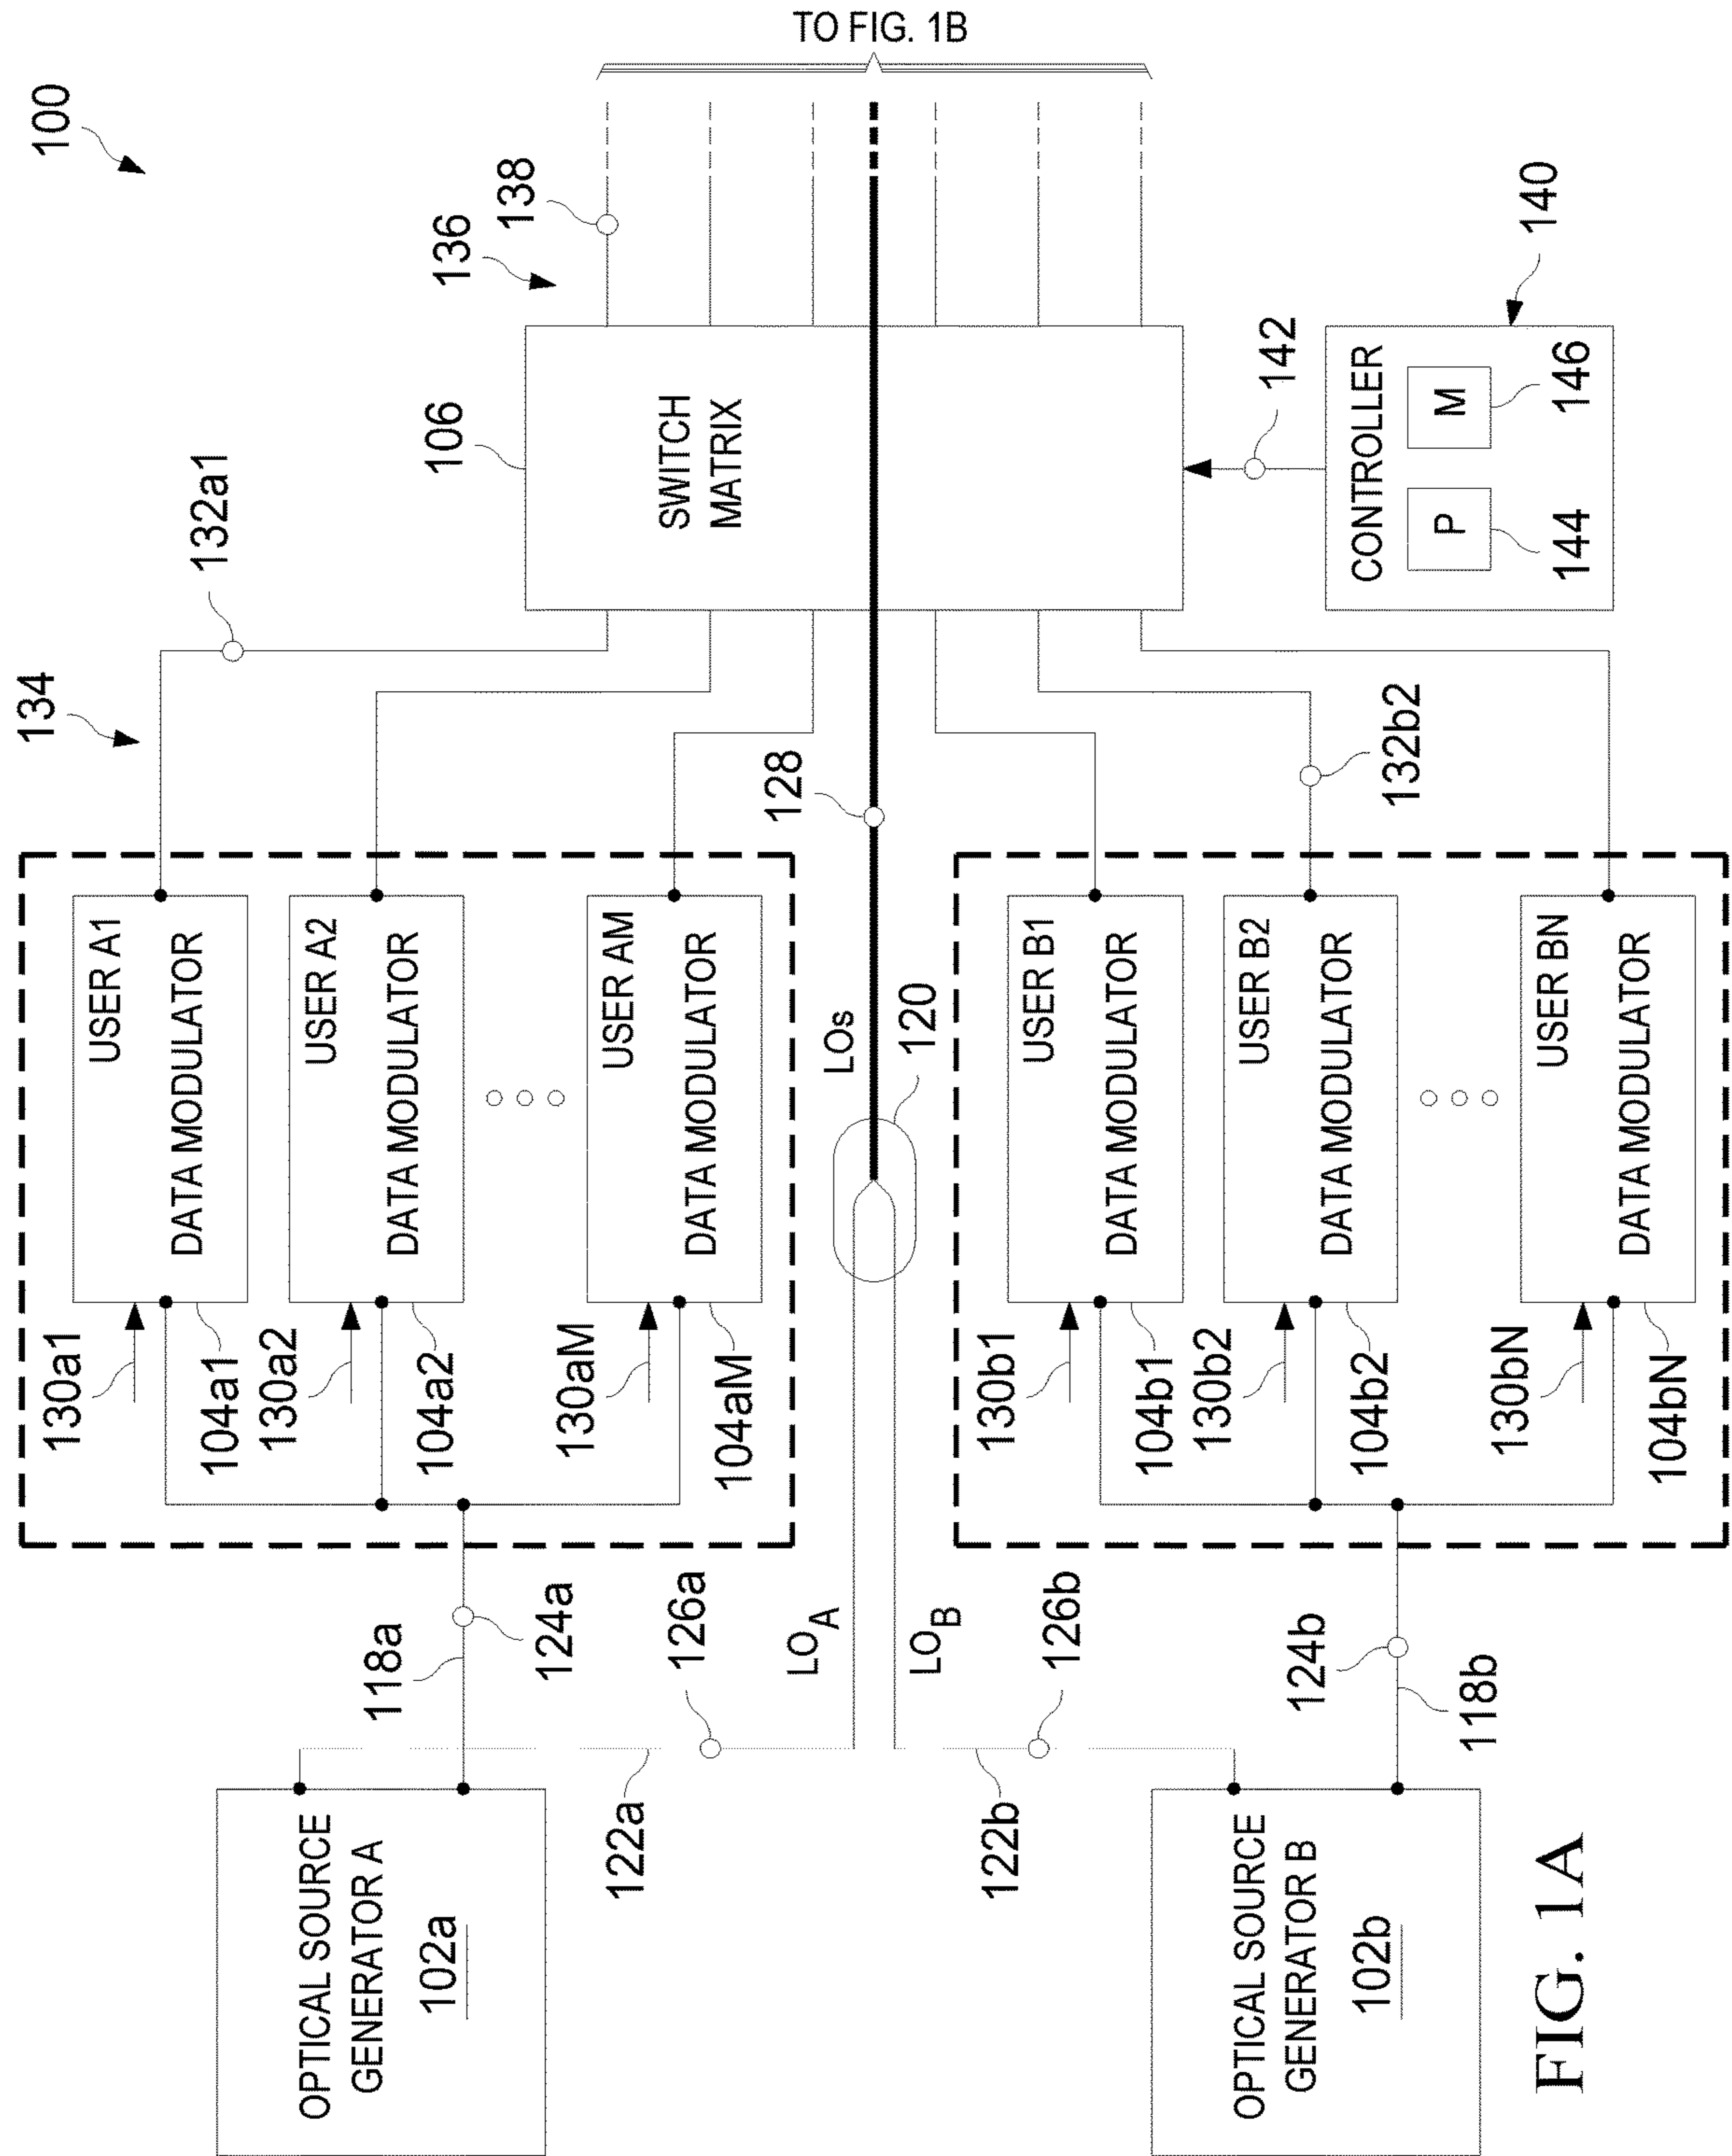 100
OPTICAL SOURCE
GENERATOR A
102a
118a
124a
122a
126a
LO_A
LO_B
126b
122b
124b
118b
OPTICAL SOURCE
GENERATOR B
102b
130a1
104a1
USER A1
DATA MODULATOR
130a2
104a2
USER A2
DATA MODULATOR
130aM
104aM
USER AM
DATA MODULATOR
LOs
120
128
130b1
104b1
USER B1
DATA MODULATOR
130b2
104b2
USER B2
DATA MODULATOR
130bN
104bN
USER BN
DATA MODULATOR
134
132a1
132b2
106
SWITCH
MATRIX
136
138
142
CONTROLLER
P
M
144
146
140
TO FIG. 1B
FIG. 1A